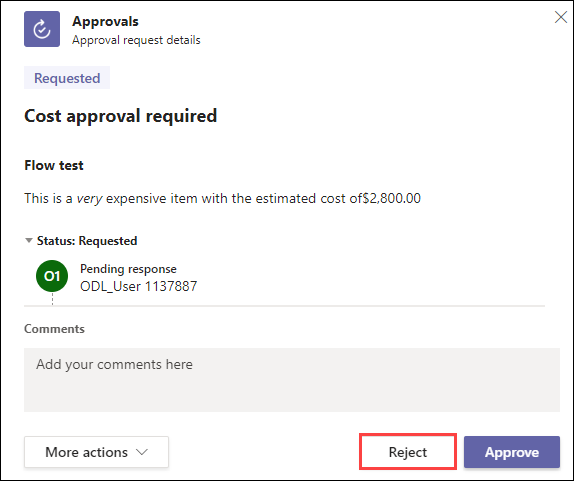 Approvals
Approval request details
Requested
Cost approval required
Flow test
This is a very expensive item with the estimated cost of$2,800.00
Status: Requested
O1
Pending response
ODL_User 1137887
Comments
Add your comments here
More actions
Reject
Approve